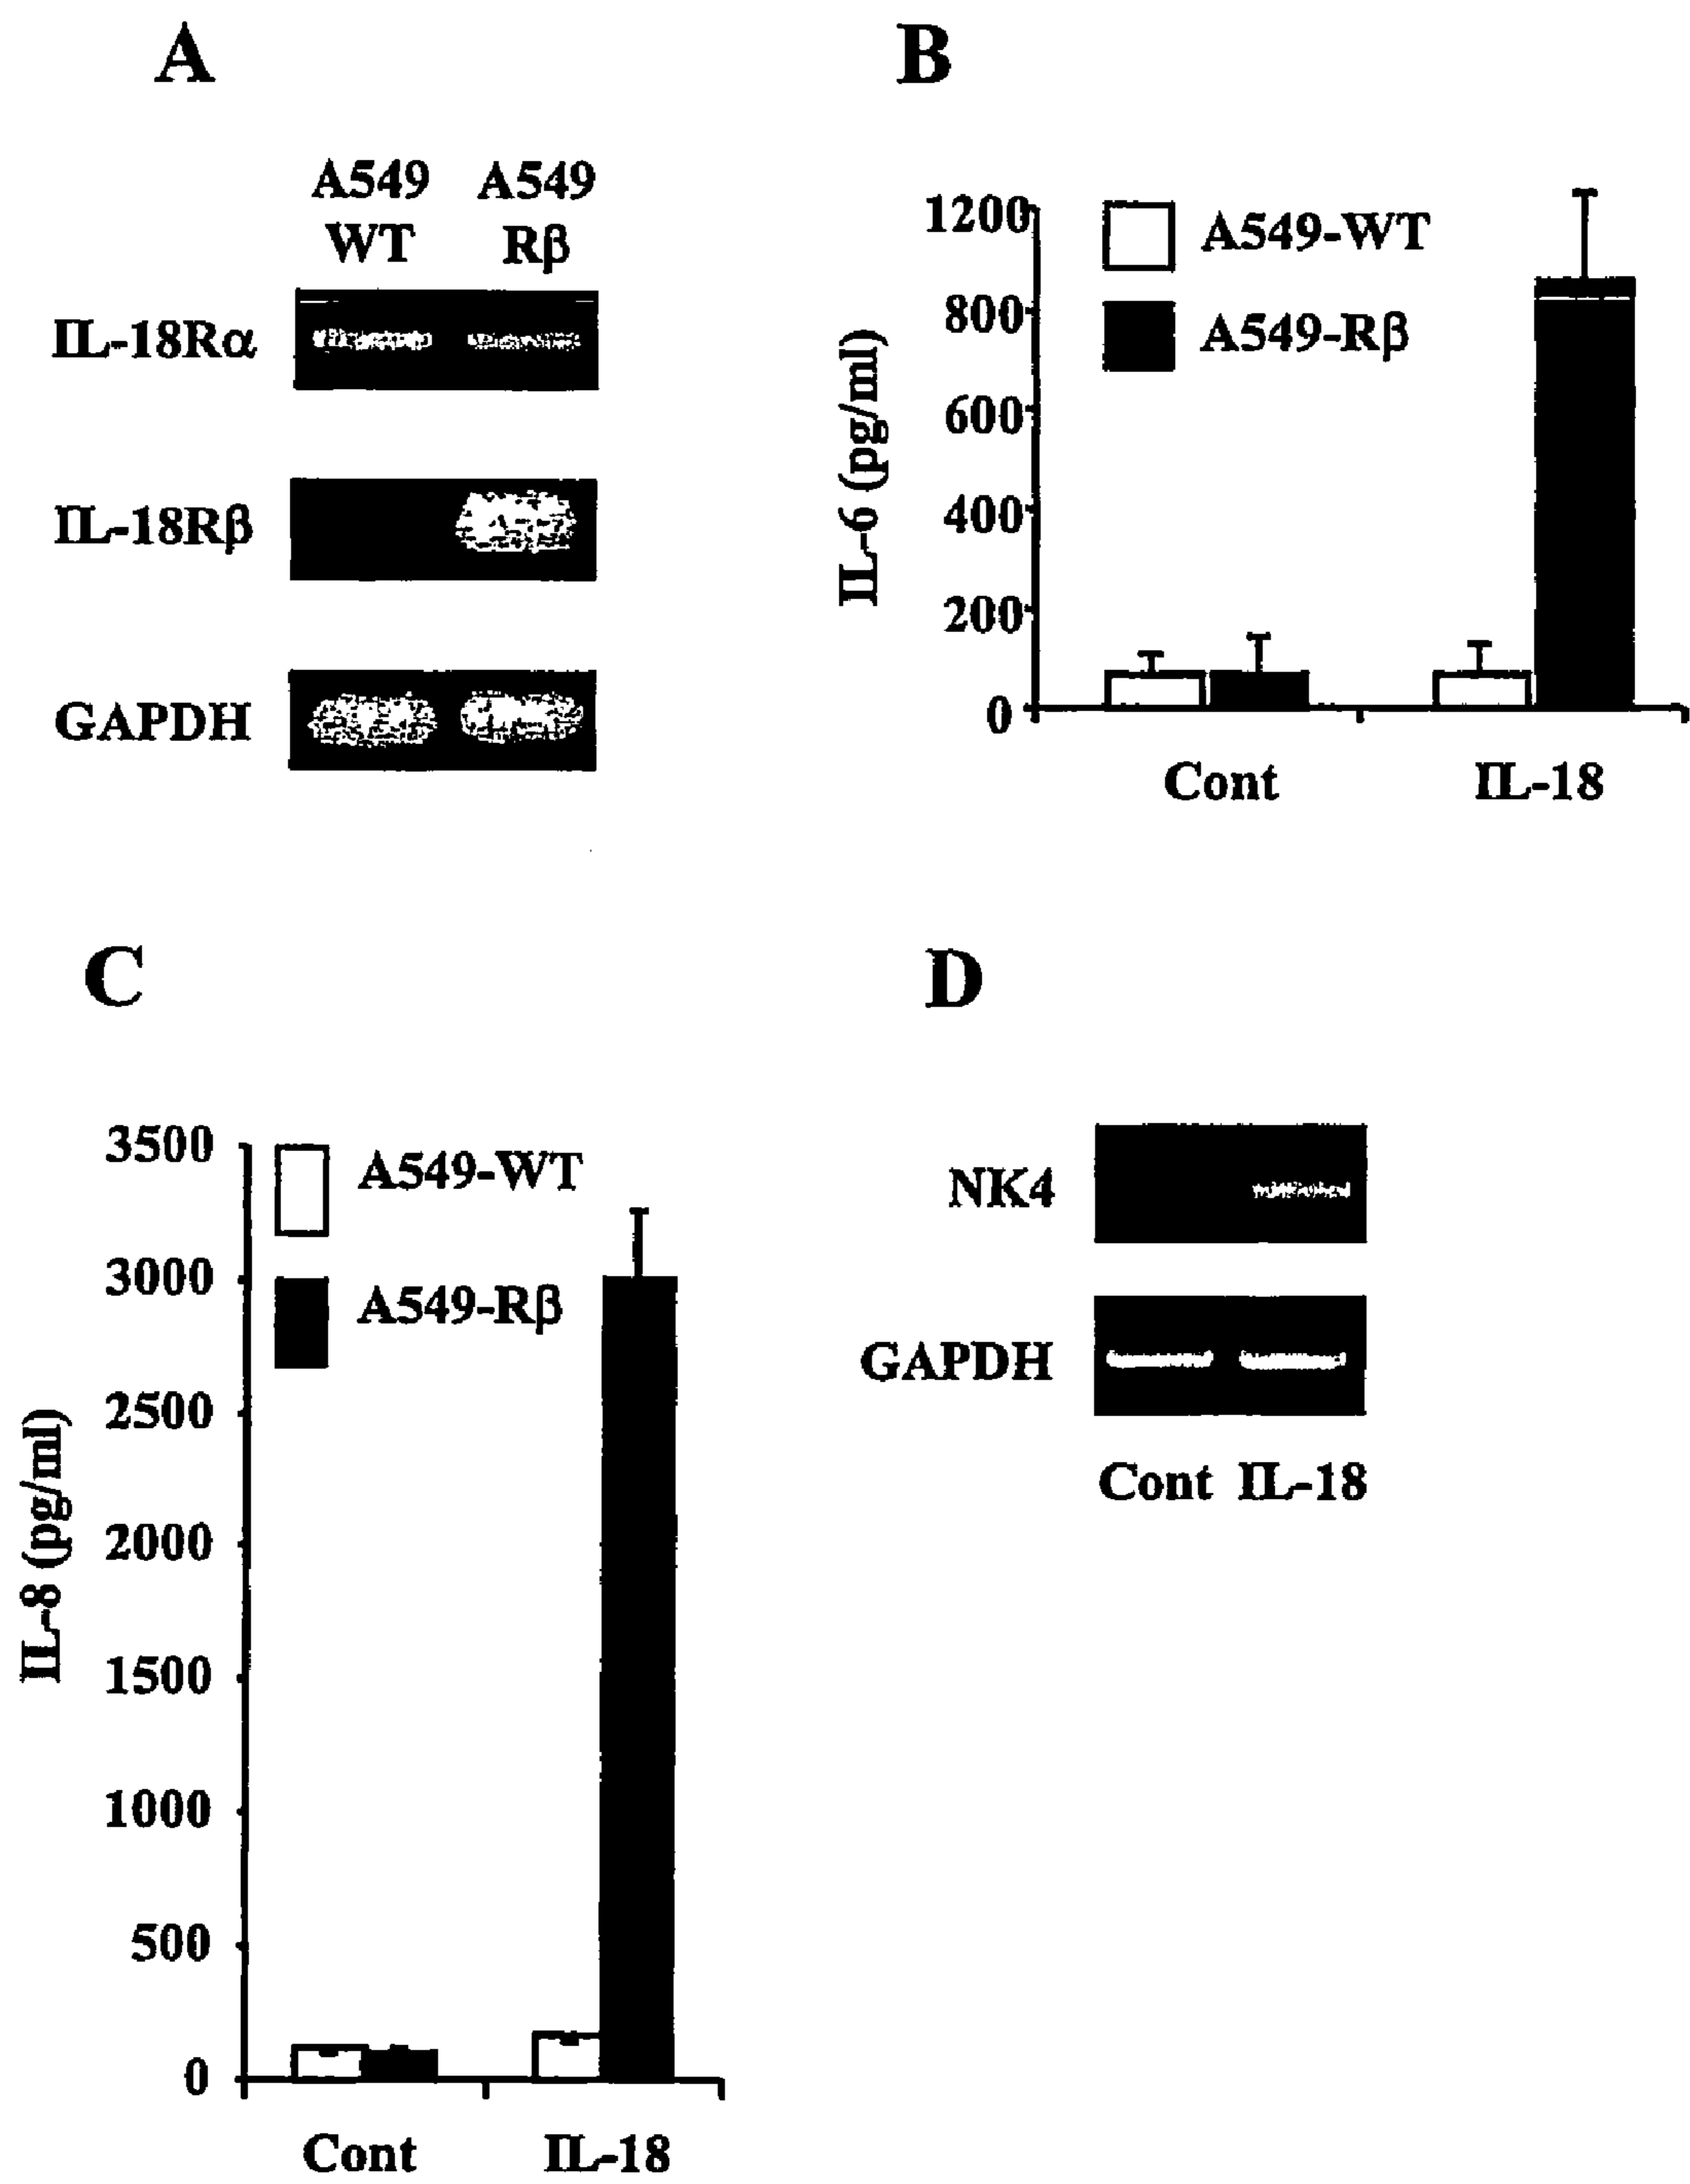 A
A549 A549
WT Rβ
IL-18Rα
IL-18Rβ
GAPDH
B
IL-6 (pg/ml)
1200
800
600
400
200
0
A549-WT
A549-Rβ
Cont IL-18
C
IL-8 (pg/ml)
3500
3000
2500
2000
1500
1000
500
0
A549-WT
A549-Rβ
Cont IL-18
D
NK4
GAPDH
Cont IL-18